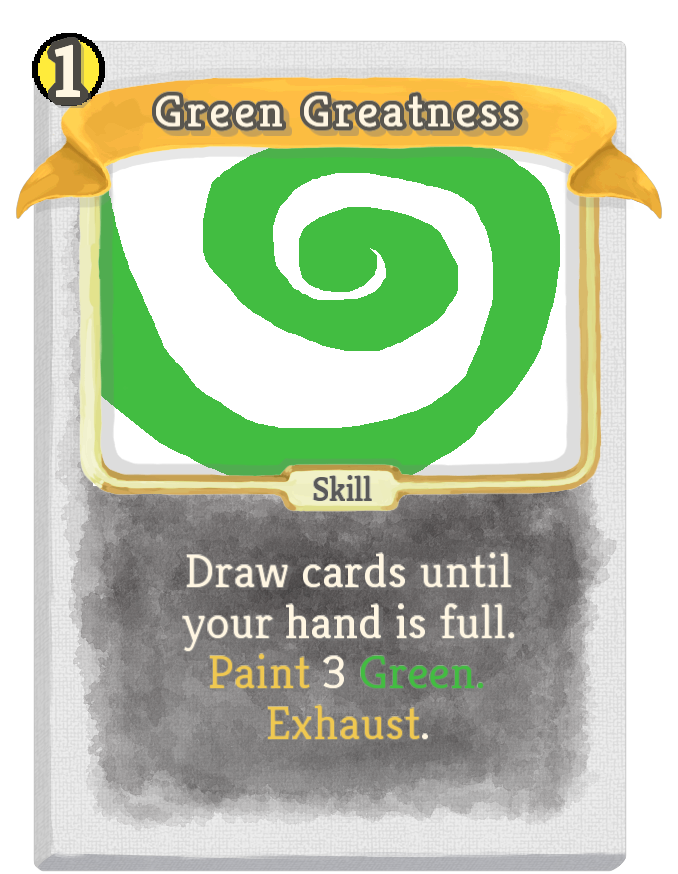 1
Green Greatness
Skill
Draw cards until
your hand is full.
Paint 3 Green.
Exhaust.